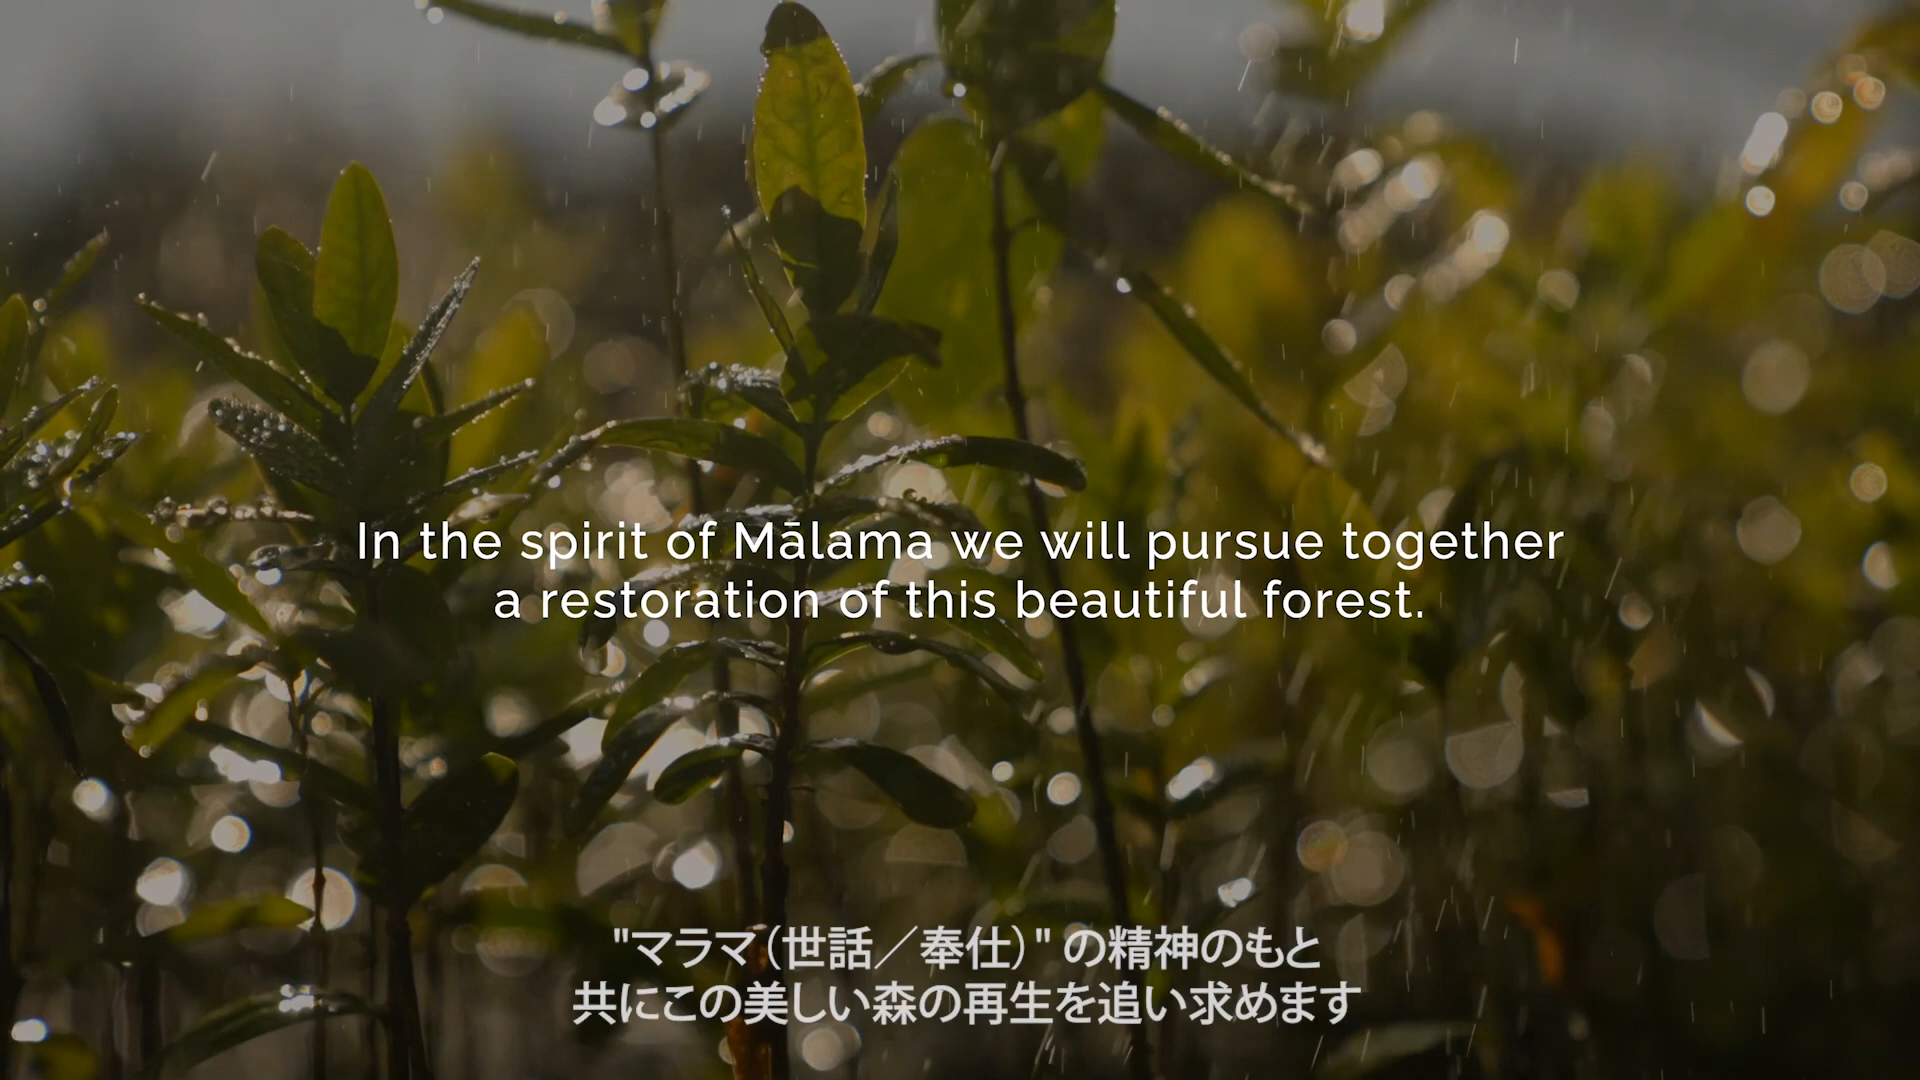 In the spirit of Mālama we will pursue together
a restoration of this beautiful forest.
"マラマ（世話／奉仕）" の精神のもと
共にこの美しい森の再生を追い求めます